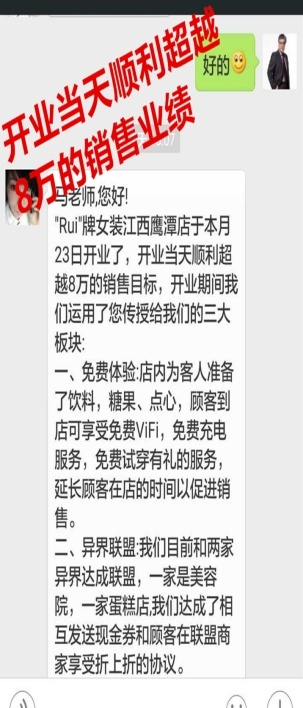 开业当天顺利超越
8万的销售业绩
好的
马老师,您好!
"Rui"牌女装江西鹰潭店于本月
23日开业了，开业当天顺利超
越8万的销售目标，开业期间我
们运用了您传授给我们的三大
板块:
一、免费体验:店内为客人准备
了饮料，糖果、点心，顾客到
店可享受免费ViFi，免费充电
服务，免费试穿有礼的服务，
延长顾客在店的时间以促进销
售。
二、异界联盟:我们目前和两家
异界达成联盟，一家是美容
院，一家蛋糕店,我们达成了相
互发送现金券和顾客在联盟商
家享受折上折的协议。